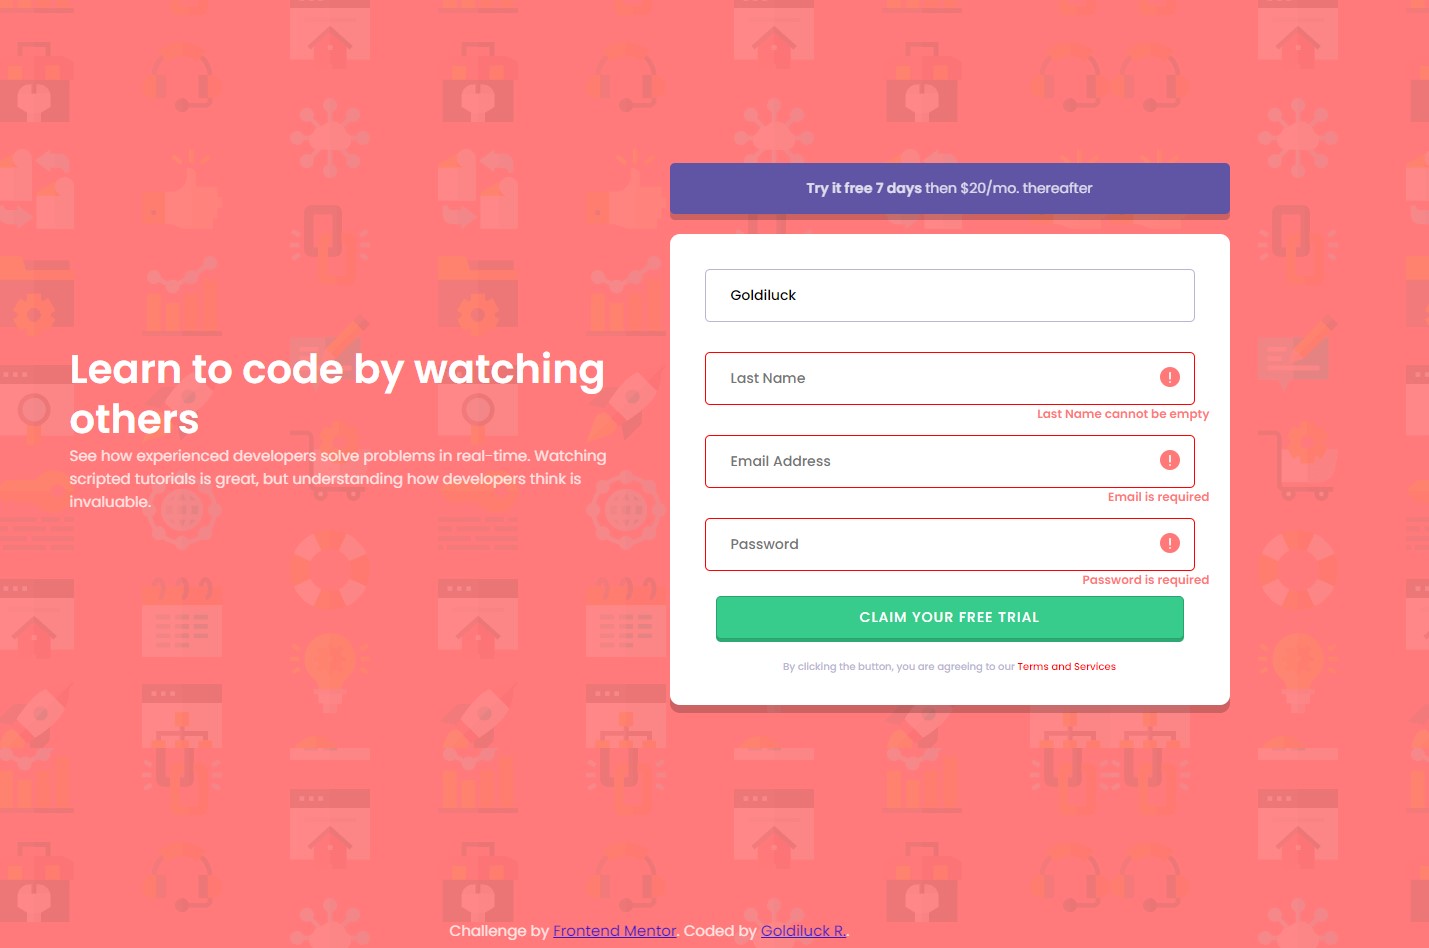 Learn to code by watching
others
See how experienced developers solve problems in real-time. Watching
scripted tutorials is great, but understanding how developers think is
invaluable.
Try it free 7 days then $20/mo. thereafter
Goldiluck
Last Name
Last Name cannot be empty
Email Address
Email is required
Password
Password is required
CLAIM YOUR FREE TRIAL
By clicking the button, you are agreeing to our Terms and Services
Challenge by Frontend Mentor. Coded by Goldiluck R..